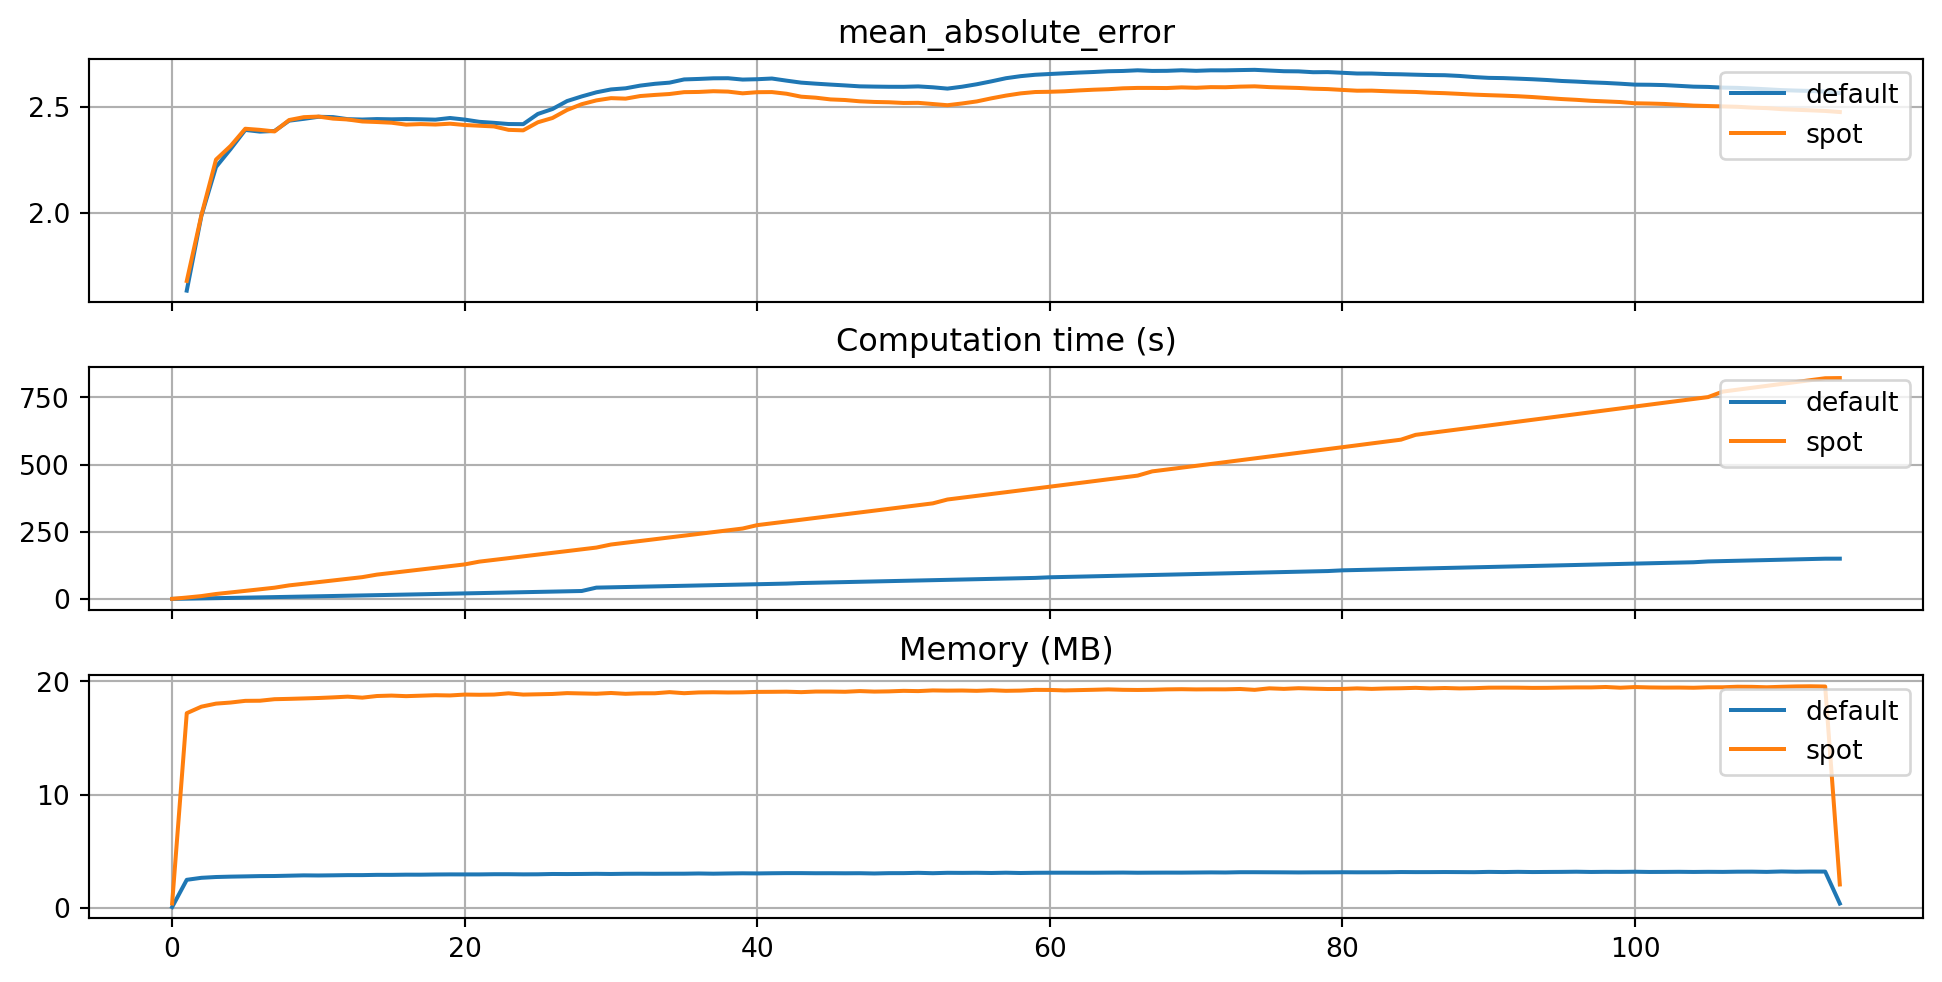 mean_absolute_error
2.5
2.0
default
spot
Computation time (s)
750
500
250
0
default
spot
Memory (MB)
20
10
0
default
spot
0 20 40 60 80 100